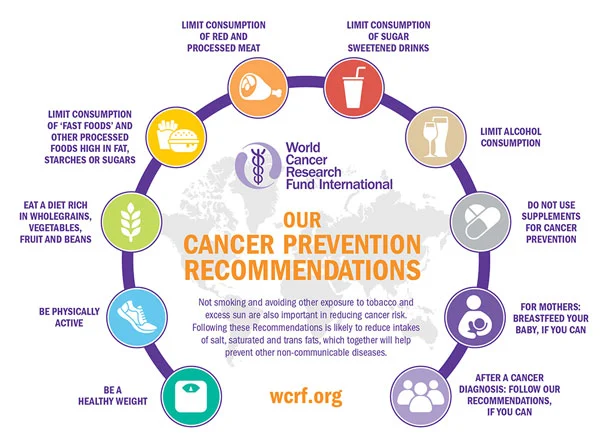 LIMIT CONSUMPTION
OF RED AND
PROCESSED MEAT
LIMIT CONSUMPTION
OF SUGAR
SWEETENED DRINKS
LIMIT CONSUMPTION
OF ‘FAST FOODS’ AND
OTHER PROCESSED
FOODS HIGH IN FAT,
STARCHES OR SUGARS
LIMIT ALCOHOL
CONSUMPTION
World
Cancer
Research
Fund International
EAT A DIET RICH
IN WHOLEGRAINS,
VEGETABLES,
FRUIT AND BEANS
DO NOT USE
SUPPLEMENTS
FOR CANCER
PREVENTION
OUR
CANCER PREVENTION
RECOMMENDATIONS
Not smoking and avoiding other exposure to tobacco and
excess sun are also important in reducing cancer risk.
Following these Recommendations is likely to reduce intakes
of salt, saturated and trans fats, which together will help
prevent other non-communicable diseases.
BE PHYSICALLY
ACTIVE
FOR MOTHERS:
BREASTFEED YOUR
BABY, IF YOU CAN
BE A
HEALTHY WEIGHT
wcrf.org
AFTER A CANCER
DIAGNOSIS: FOLLOW OUR
RECOMMENDATIONS,
IF YOU CAN